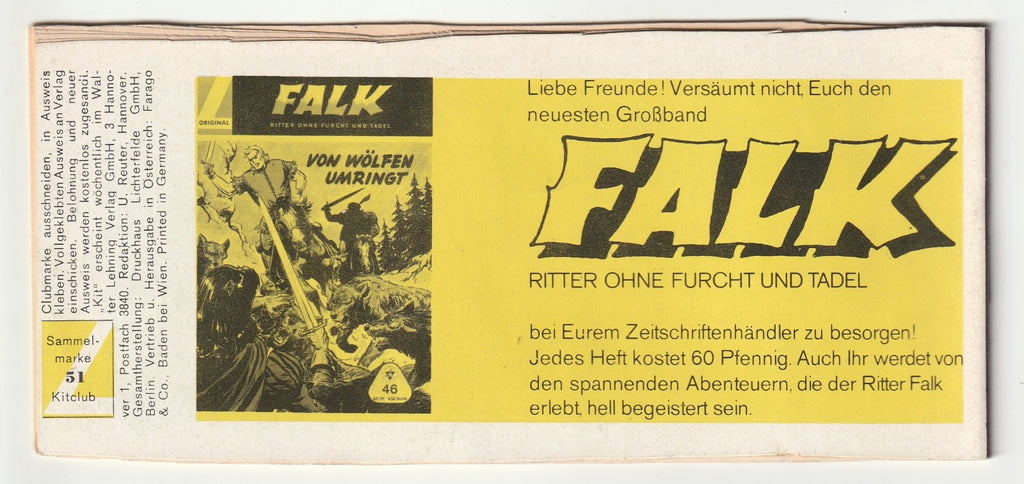 Clubmarke ausschneiden, in Ausweis
kleben. Vollgeklebten Ausweis an Verlag
einschicken. Belohnung und neuer
Ausweis werden kostenlos zugesandt.
„Kit" erscheint wöchentlich im Wal-
ter Lehning Verlag GmbH, 3 Hanno-
ver 1, Postfach 3840. Redaktion: U. Reuter, Hannover.
Gesamtherstellung: Druckhaus Lichterfelde GmbH,
Berlin. Vertrieb u. Herausgabe in Österreich: Farago
& Co., Baden bei Wien. Printed in Germany.
Sammel-
marke
51
Kitclub
ORIGINAL
FALK
RITTER OHNE FURCHT UND TADEL
VON WÖLFEN
UMRINGT
46
Liebe Freunde! Versäumt nicht, Euch den
neuesten Großband
FALK
RITTER OHNE FURCHT UND TADEL
bei Eurem Zeitschriftenhändler zu besorgen!
Jedes Heft kostet 60 Pfennig. Auch Ihr werdet von
den spannenden Abenteuern, die der Ritter Falk
erlebt, hell begeistert sein.